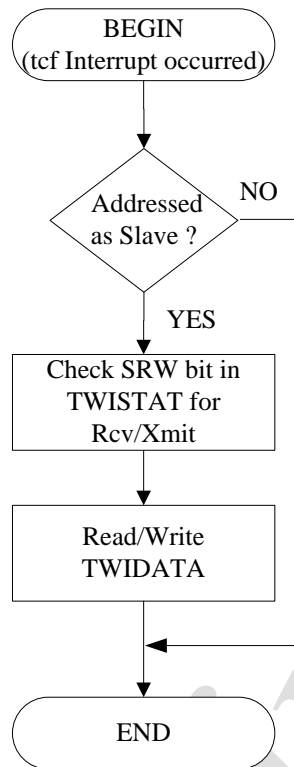 BEGIN
(tcf Interrupt occurred)
Addressed
as Slave ?
NO
YES
Check SRW bit in
TWISTAT for
Rcv/Xmit
Read/Write
TWIDATA
END